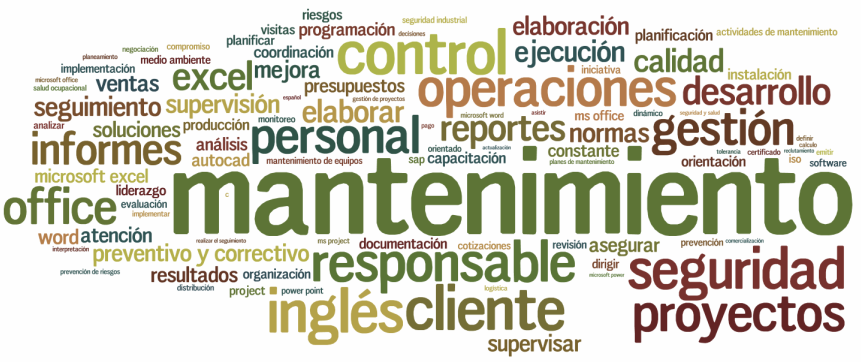 riesgos
seguridad industrial
visitas programación decisiones elaboración
planificar planificación actividades de mantenimiento
negociación compromiso coordinación control ejecución
planeamiento medio ambiente calidad
implementación excel mejora iniciativa instalación
microsoft office ventas presupuestos operaciones desarrollo
salud ocupacional español gestión de proyectos
seguimiento supervisión elaborar microsoft word asistir ms office dinámico seguridad y salud
analizar soluciones producción monitoreo personal pago reportes normas gestión definir
calculo
informes análisis orientado actualización constante tolerancia certificado reclutamiento emitir
autocad mantenimiento de equipos sap capacitación planes de mantenimiento orientación iso software
microsoft excel
liderazgo mantenimiento
office evaluación c
implementar
word atención realizar el seguimiento ms project documentación cotizaciones revisión asegurar prevención comercialización
interpretación preventivo y correctivo responsable dirigir seguridad
prevención de riesgos resultados organización microsoft power
distribución project power point logística
inglés cliente proyectos
supervisar